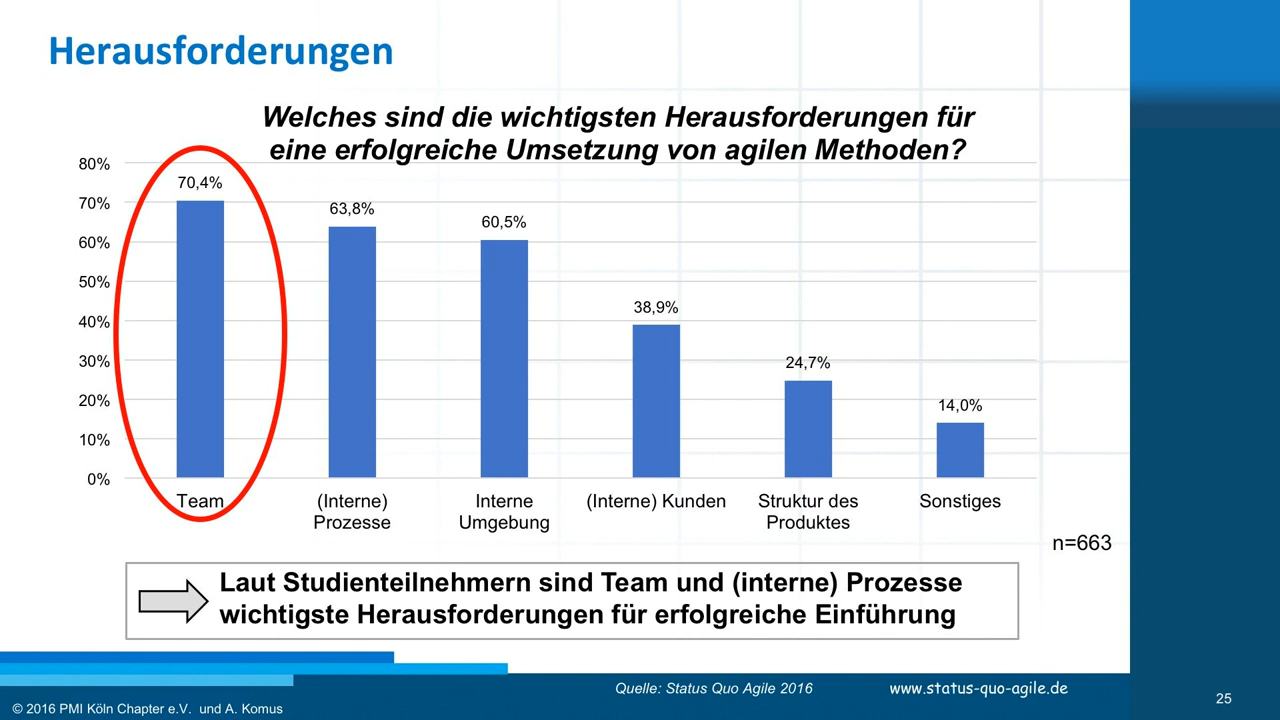 Herausforderungen
Welches sind die wichtigsten Herausforderungen für
eine erfolgreiche Umsetzung von agilen Methoden?
80%
70%
60%
50%
40%
30%
20%
10%
0%
70,4%
63,8%
60,5%
38,9%
24,7%
14,0%
Team
(Interne)
Prozesse
Interne
Umgebung
(Interne) Kunden
Struktur des
Produktes
Sonstiges
n=663
Laut Studienteilnehmern sind Team und (interne) Prozesse
wichtigste Herausforderungen für erfolgreiche Einführung
Quelle: Status Quo Agile 2016
www.status-quo-agile.de
© 2016 PMI Köln Chapter e.V. und A. Komus
25